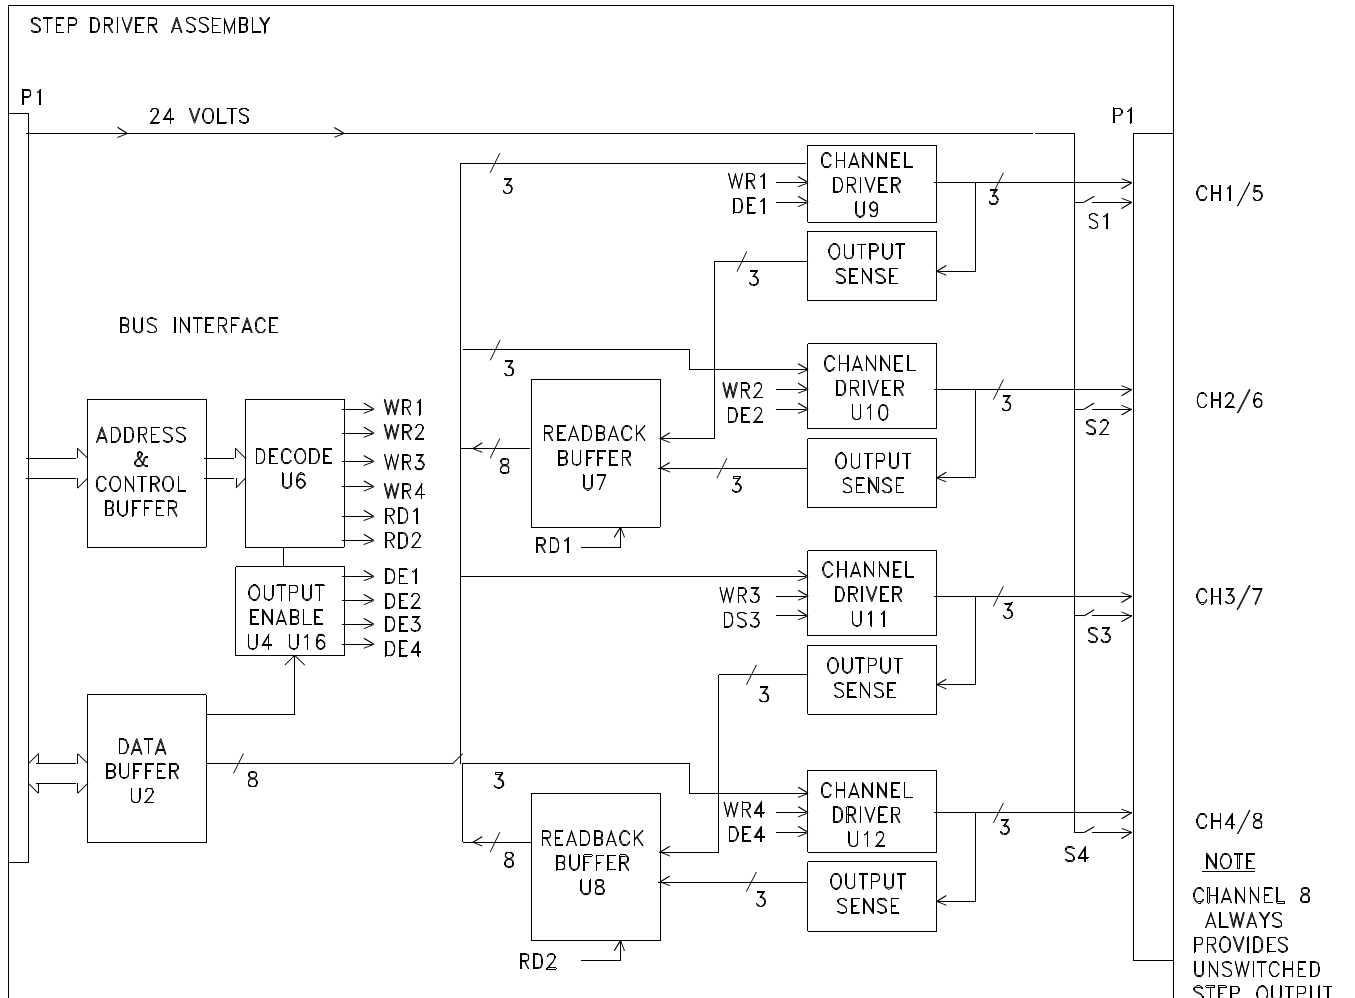 STEP DRIVER ASSEMBLY
P1
24 VOLTS
P1
3
CHANNEL
DRIVER
U9
WR1
DE1
3
S1
CH1/5
OUTPUT
SENSE
3
BUS INTERFACE
3
CHANNEL
DRIVER
U10
WR2
DE2
3
S2
CH2/6
ADDRESS
&
CONTROL
BUFFER
DECODE
U6
WR1
WR2
WR3
WR4
RD1
RD2
8
READBACK
BUFFER
U7
3
OUTPUT
SENSE
RD1
OUTPUT
ENABLE
U4 U16
DE1
DE2
DE3
DE4
CHANNEL
DRIVER
U11
WR3
DS3
3
S3
CH3/7
OUTPUT
SENSE
3
DATA
BUFFER
U2
8
3
CHANNEL
DRIVER
U12
WR4
DE4
3
S4
CH4/8
8
READBACK
BUFFER
U8
3
OUTPUT
SENSE
RD2
NOTE
CHANNEL 8
ALWAYS
PROVIDES
UNSWITCHED
STEP OUTPUT